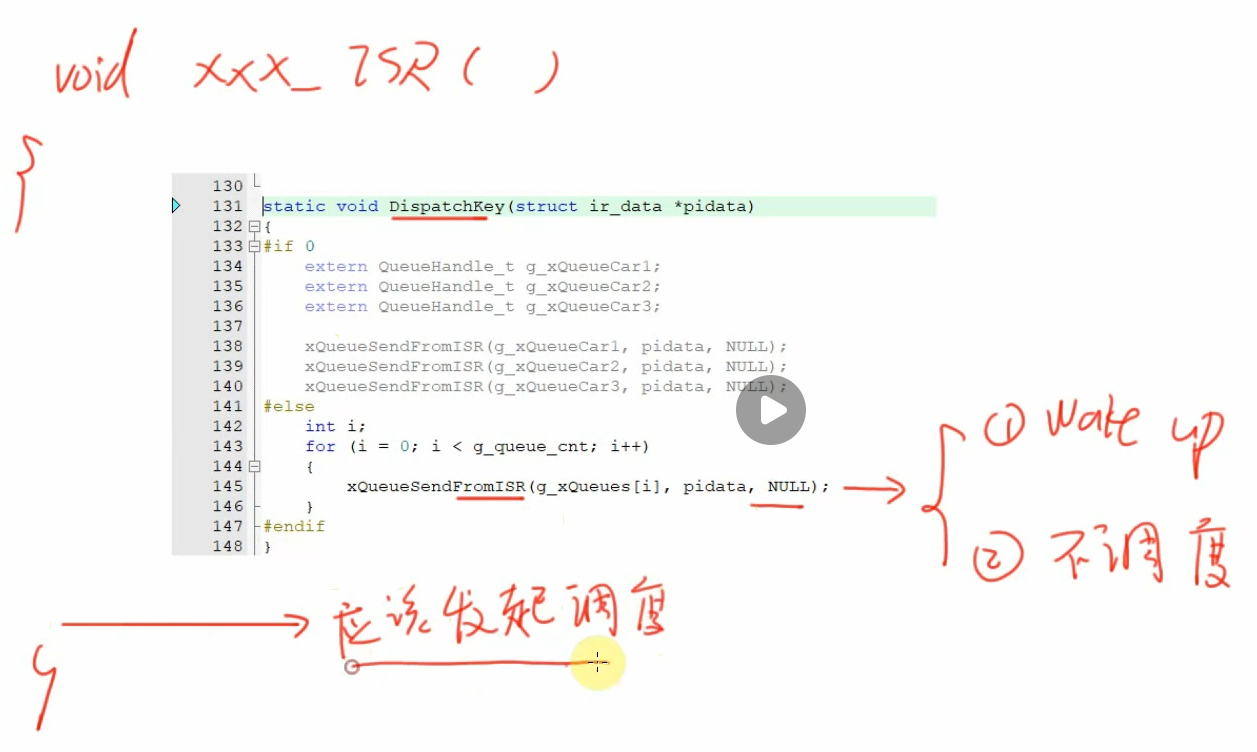 void xxx_ISR( )
{
130
131 static void DispatchKey(struct ir_data *pidata)
132 {
133 #if 0
134 extern QueueHandle_t g_xQueueCar1;
135 extern QueueHandle_t g_xQueueCar2;
136 extern QueueHandle_t g_xQueueCar3;
137
138 xQueueSendFromISR(g_xQueueCar1, pidata, NULL);
139 xQueueSendFromISR(g_xQueueCar2, pidata, NULL);
140 xQueueSendFromISR(g_xQueueCar3, pidata, NULL);
141 #else
142 int i;
143 for (i = 0; i < g_queue_cnt; i++)
144 {
145 xQueueSendFromISR(g_xQueues[i], pidata, NULL);
146 }
147 #endif
148 }
① wake up
② 不调度
应该发起调度
}